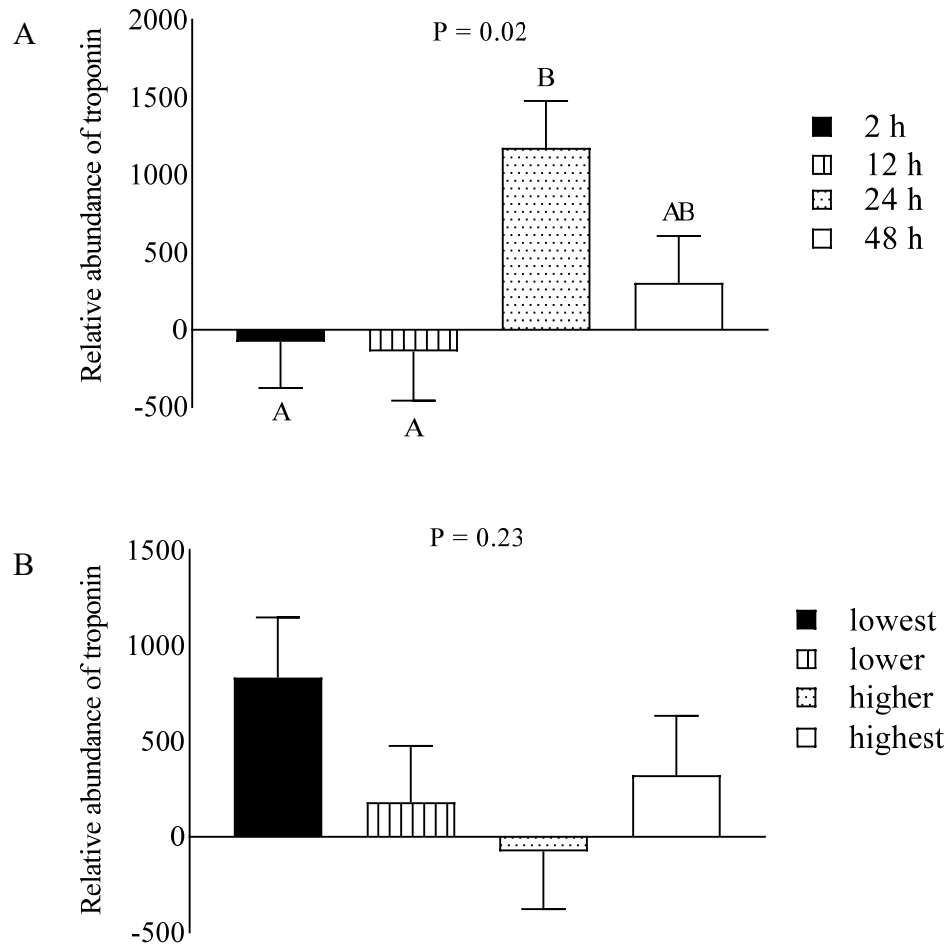 A
P = 0.02
Relative abundance of troponin
2000
1500
1000
500
0
-500
A
A
B
AB
2 h
12 h
24 h
48 h
B
P = 0.23
Relative abundance of troponin
1500
1000
500
0
-500
lowest
lower
higher
highest